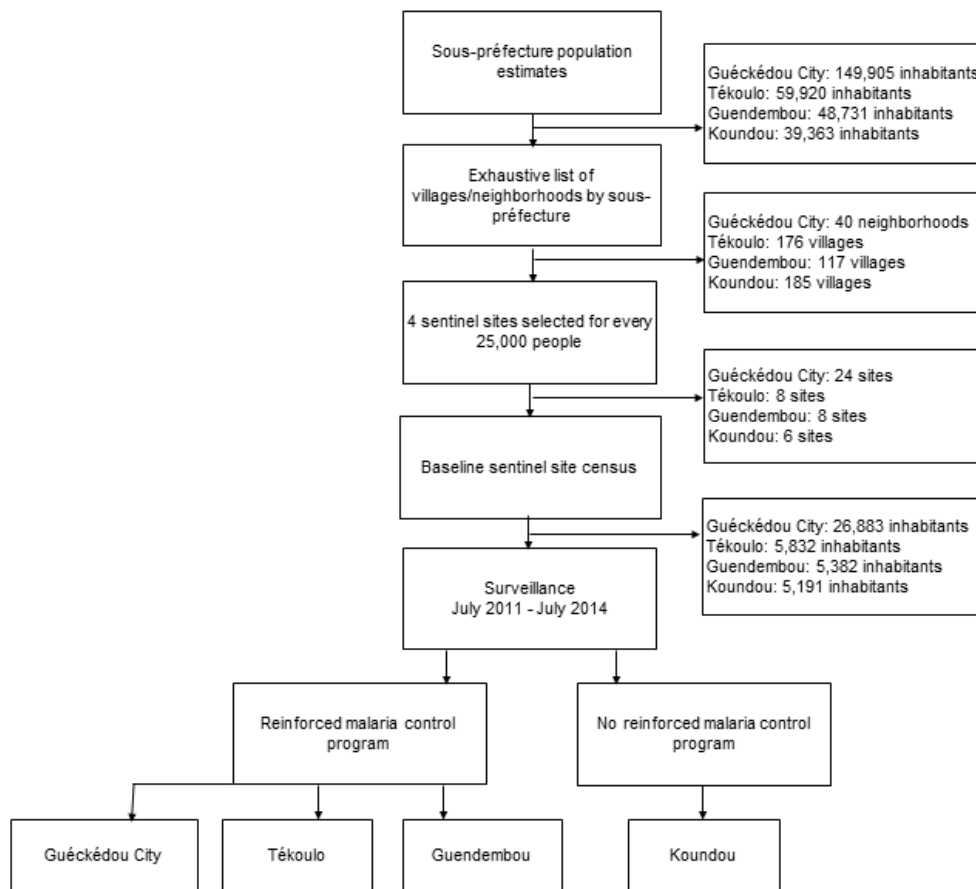 Sous-préfecture population
estimates
Guéckédou City: 149,905 inhabitants
Tékoulo: 59,920 inhabitants
Guendembou: 48,731 inhabitants
Koundou: 39,363 inhabitants
Exhaustive list of
villages/neighborhoods by sous-
préfecture
Guéckédou City: 40 neighborhoods
Tékoulo: 176 villages
Guendembou: 117 villages
Koundou: 185 villages
4 sentinel sites selected for every
25,000 people
Guéckédou City: 24 sites
Tékoulo: 8 sites
Guendembou: 8 sites
Koundou: 6 sites
Baseline sentinel site census
Guéckédou City: 26,883 inhabitants
Tékoulo: 5,832 inhabitants
Guendembou: 5,382 inhabitants
Koundou: 5,191 inhabitants
Surveillance
July 2011 - July 2014
Reinforced malaria control
program
No reinforced malaria control
program
Guéckédou City
Tékoulo
Guendembou
Koundou